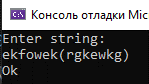 Консоль отладки Mic
Enter string:
ekfowek(rgkewkg)
Ok